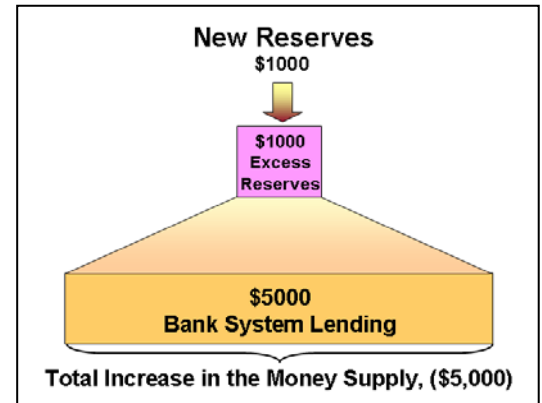 New Reserves
$1000
$1000
Excess
Reserves
$5000
Bank System Lending
Total Increase in the Money Supply, ($5,000)